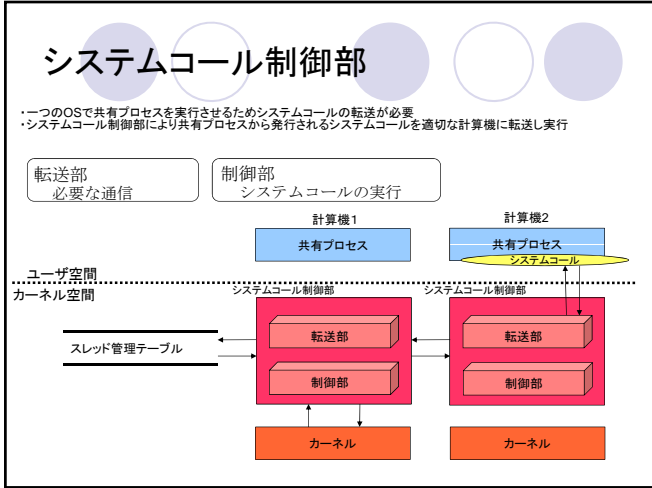 システムコール制御部
・一つのOSで共有プロセスを実行させるためシステムコールの転送が必要
・システムコール制御部により共有プロセスから発行されるシステムコールを適切な計算機に転送し実行
転送部
必要な通信
制御部
システムコールの実行
計算機1
計算機2
共有プロセス
共有プロセス
システムコール
ユーザ空間
カーネル空間
システムコール制御部
システムコール制御部
転送部
転送部
スレッド管理テーブル
制御部
制御部
カーネル
カーネル